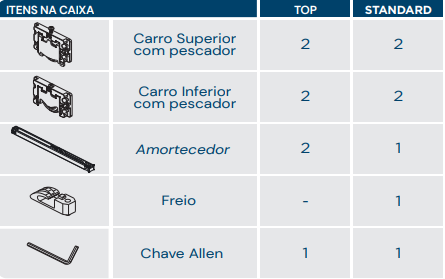 ITENS NA CAIXA TOP STANDARD
Carro Superior
com pescador 2 2
Carro Inferior
com pescador 2 2
Amortecedor 2 1
Freio - 1
Chave Allen 1 1